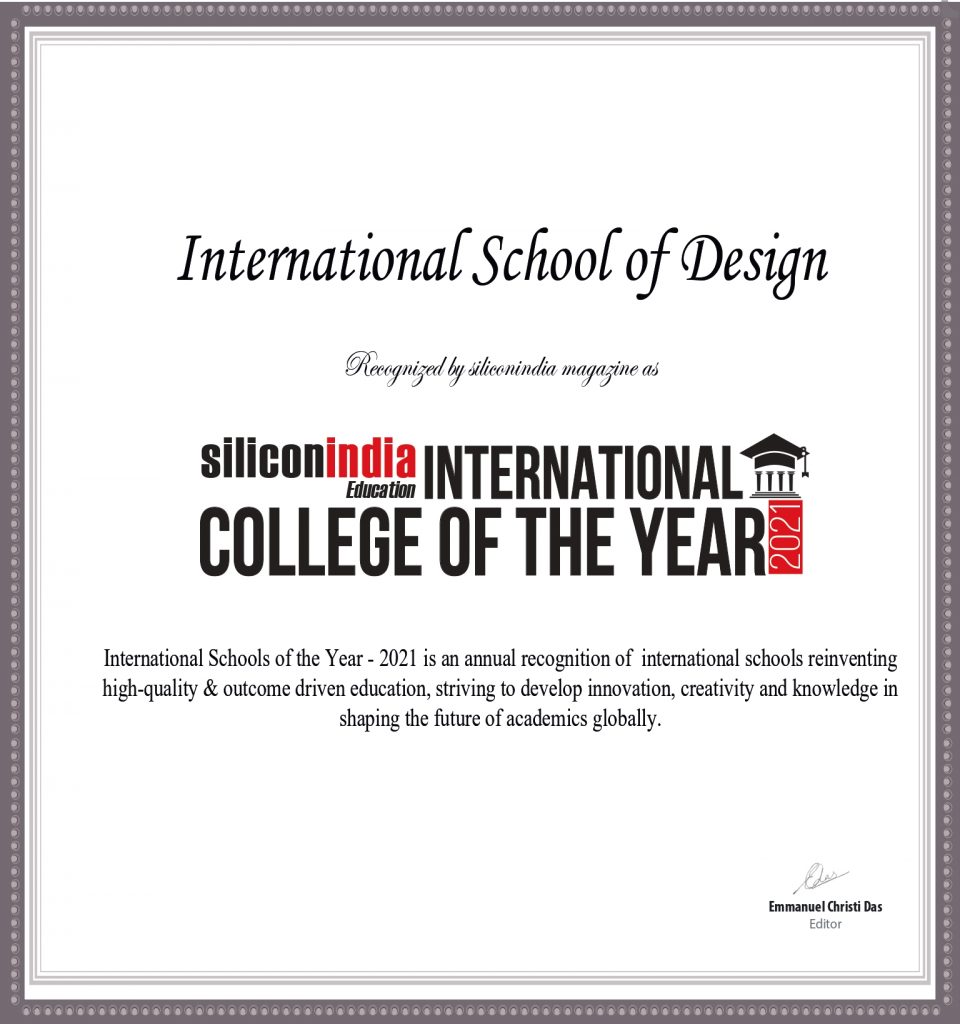 International School of Design
Recognized by siliconindia magazine as
siliconindia
Education INTERNATIONAL
COLLEGE OF THE YEAR 2021
International Schools of the Year - 2021 is an annual recognition of international schools reinventing
high-quality & outcome driven education, striving to develop innovation, creativity and knowledge in
shaping the future of academics globally.
Emmanuel Christi Das
Editor